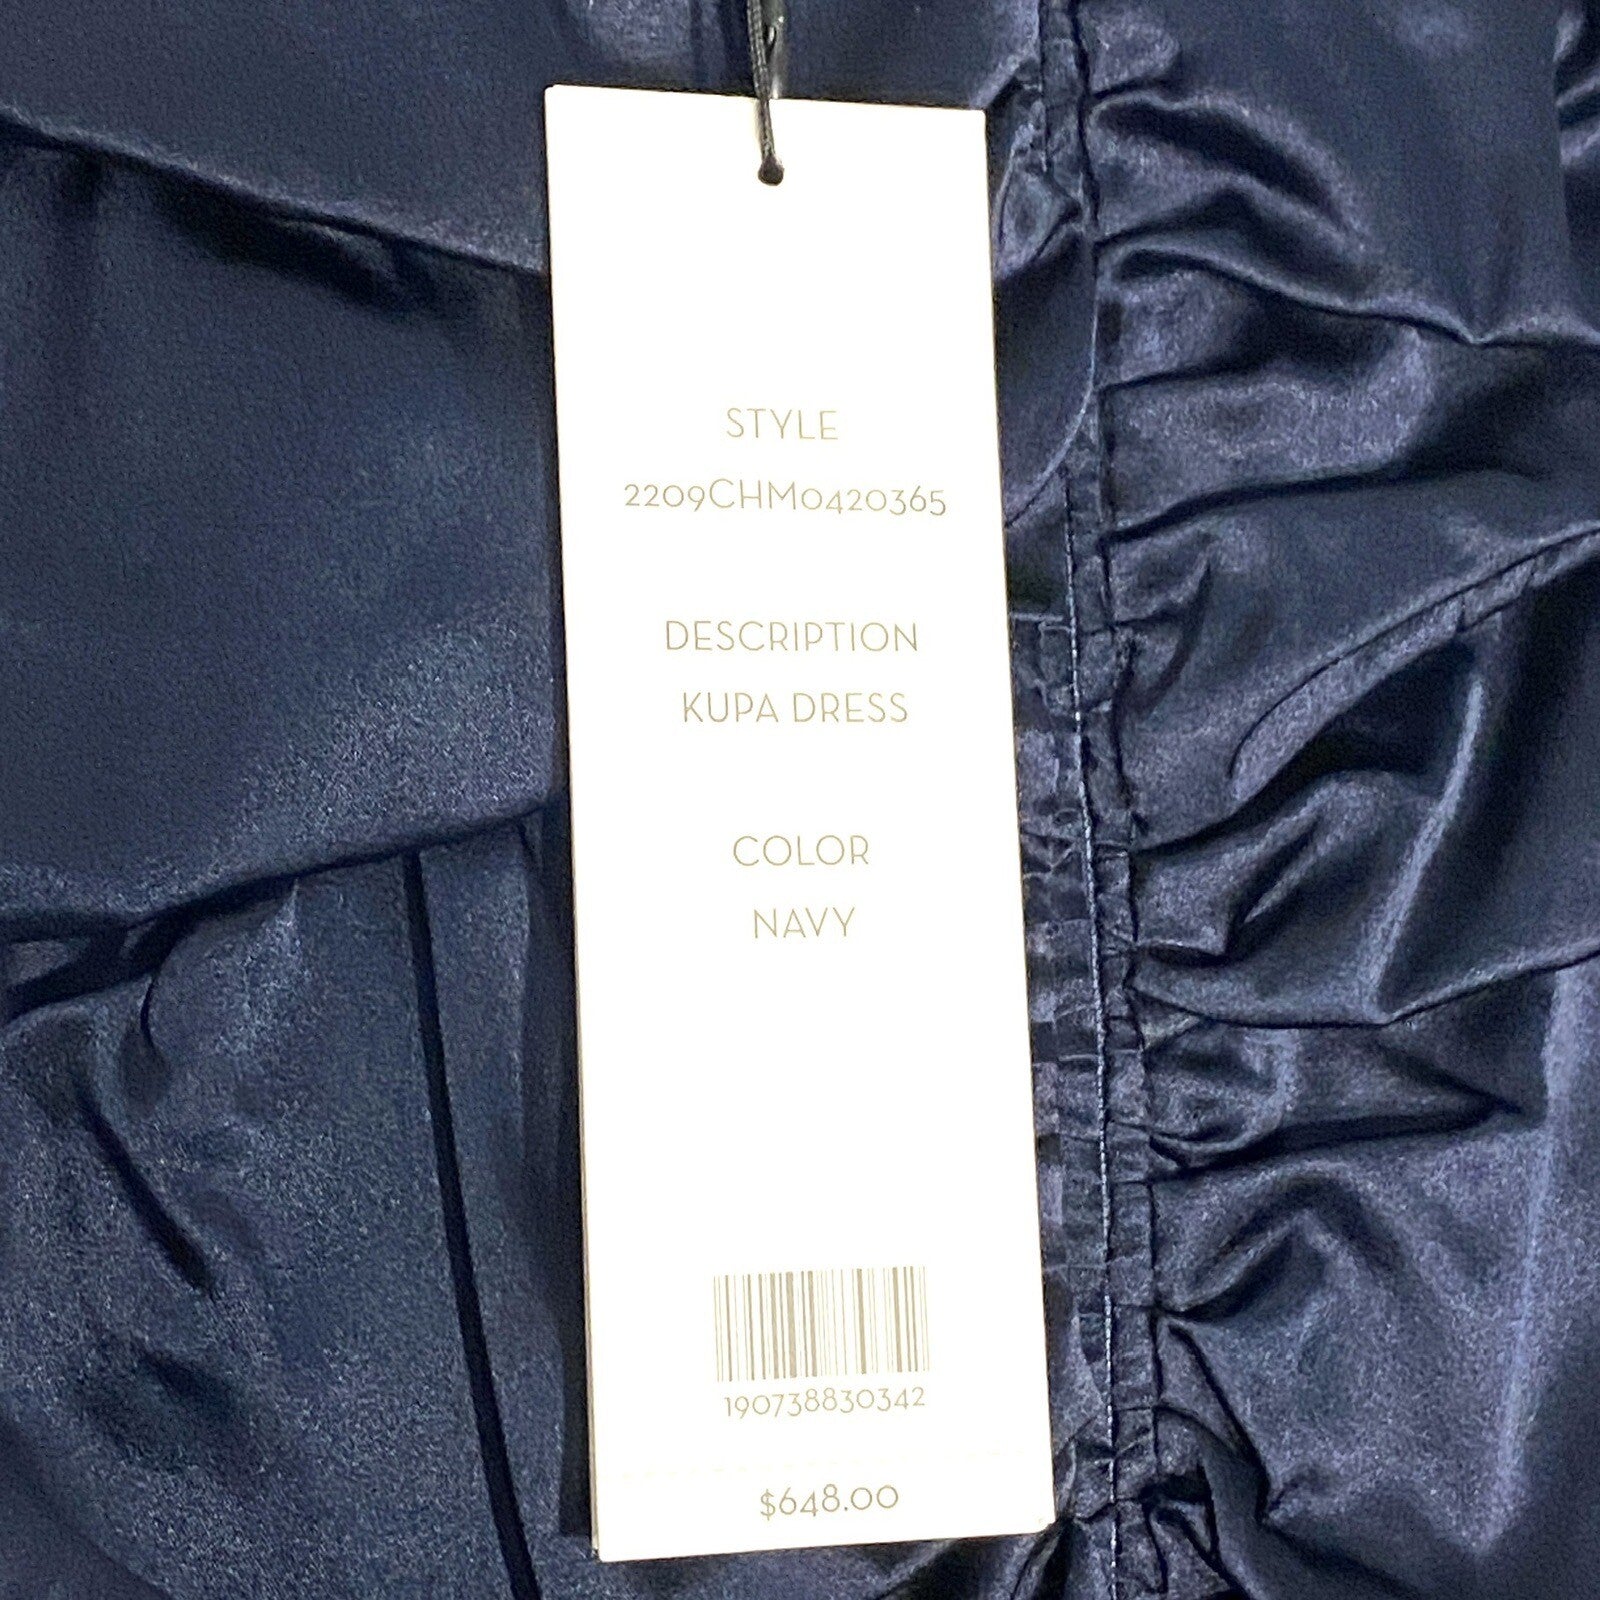 STYLE
2209CHM0420365
DESCRIPTION
KUPA DRESS
COLOR
NAVY
190738830342
$648.00